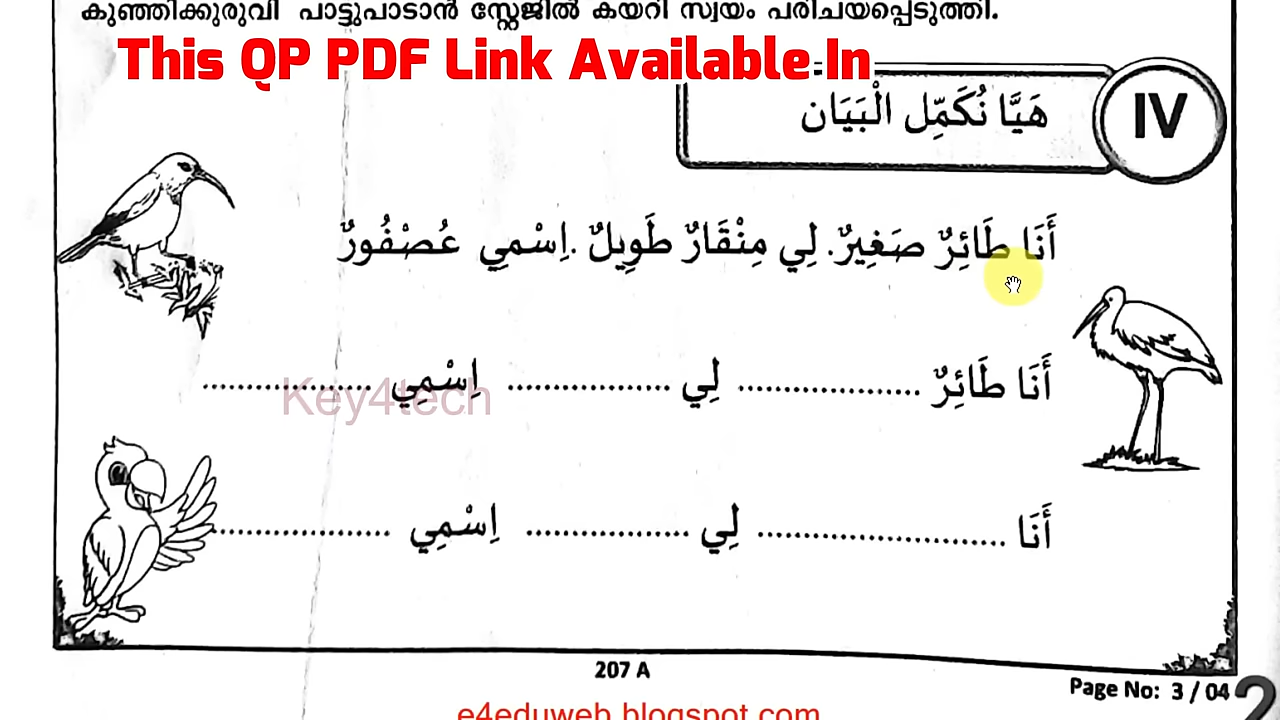 കുഞ്ഞിക്കുരുവി പാട്ടുപാടാൻ സ്റ്റേജിൽ കയറി സ്വയം പരിചയപ്പെടുത്തി.
This QP PDF Link Available In
IV
هَيَّا نُكَمِّل الْبَيَان
أَنَا طَائِرٌ صَغِيرٌ. لِي مِنْقَارٌ طَوِيلٌ .اِسْمِي عُصْفُورٌ
أَنَا طَائِرٌ .................... لِي .................... اِسْمِي ....................
Key4tech
أَنَا .................... لِي .................... اِسْمِي ....................
207 A
Page No: 3 / 04
2
e4eduweb.blogspot.com